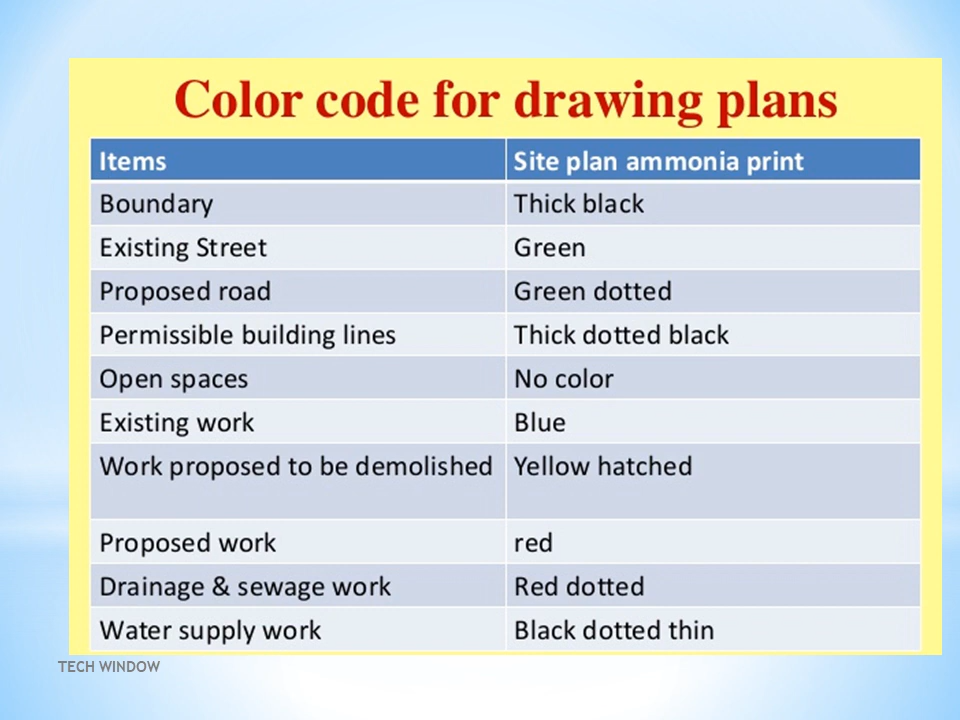 Color code for drawing plans
Items Site plan ammonia print
Boundary Thick black
Existing Street Green
Proposed road Green dotted
Permissible building lines Thick dotted black
Open spaces No color
Existing work Blue
Work proposed to be demolished Yellow hatched
Proposed work red
Drainage & sewage work Red dotted
Water supply work Black dotted thin
TECH WINDOW